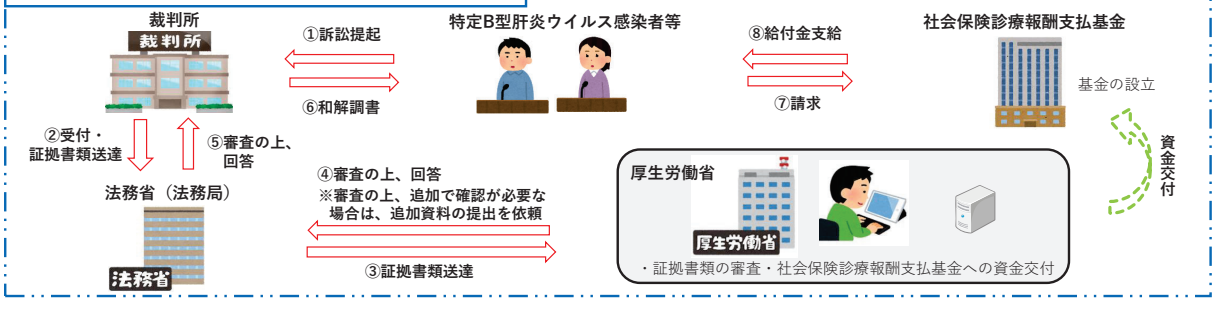 裁判所
裁判所
①訴訟提起
⑥和解調書
特定B型肝炎ウイルス感染者等
⑧給付金支給
⑦請求
社会保険診療報酬支払基金
基金の設立
資金交付
②受付・
証拠書類送達
⑤審査の上、
回答
法務省（法務局）
法務省
④審査の上、回答
※審査の上、追加で確認が必要な
場合は、追加資料の提出を依頼
③証拠書類送達
厚生労働省
厚生労働省
・証拠書類の審査・社会保険診療報酬支払基金への資金交付